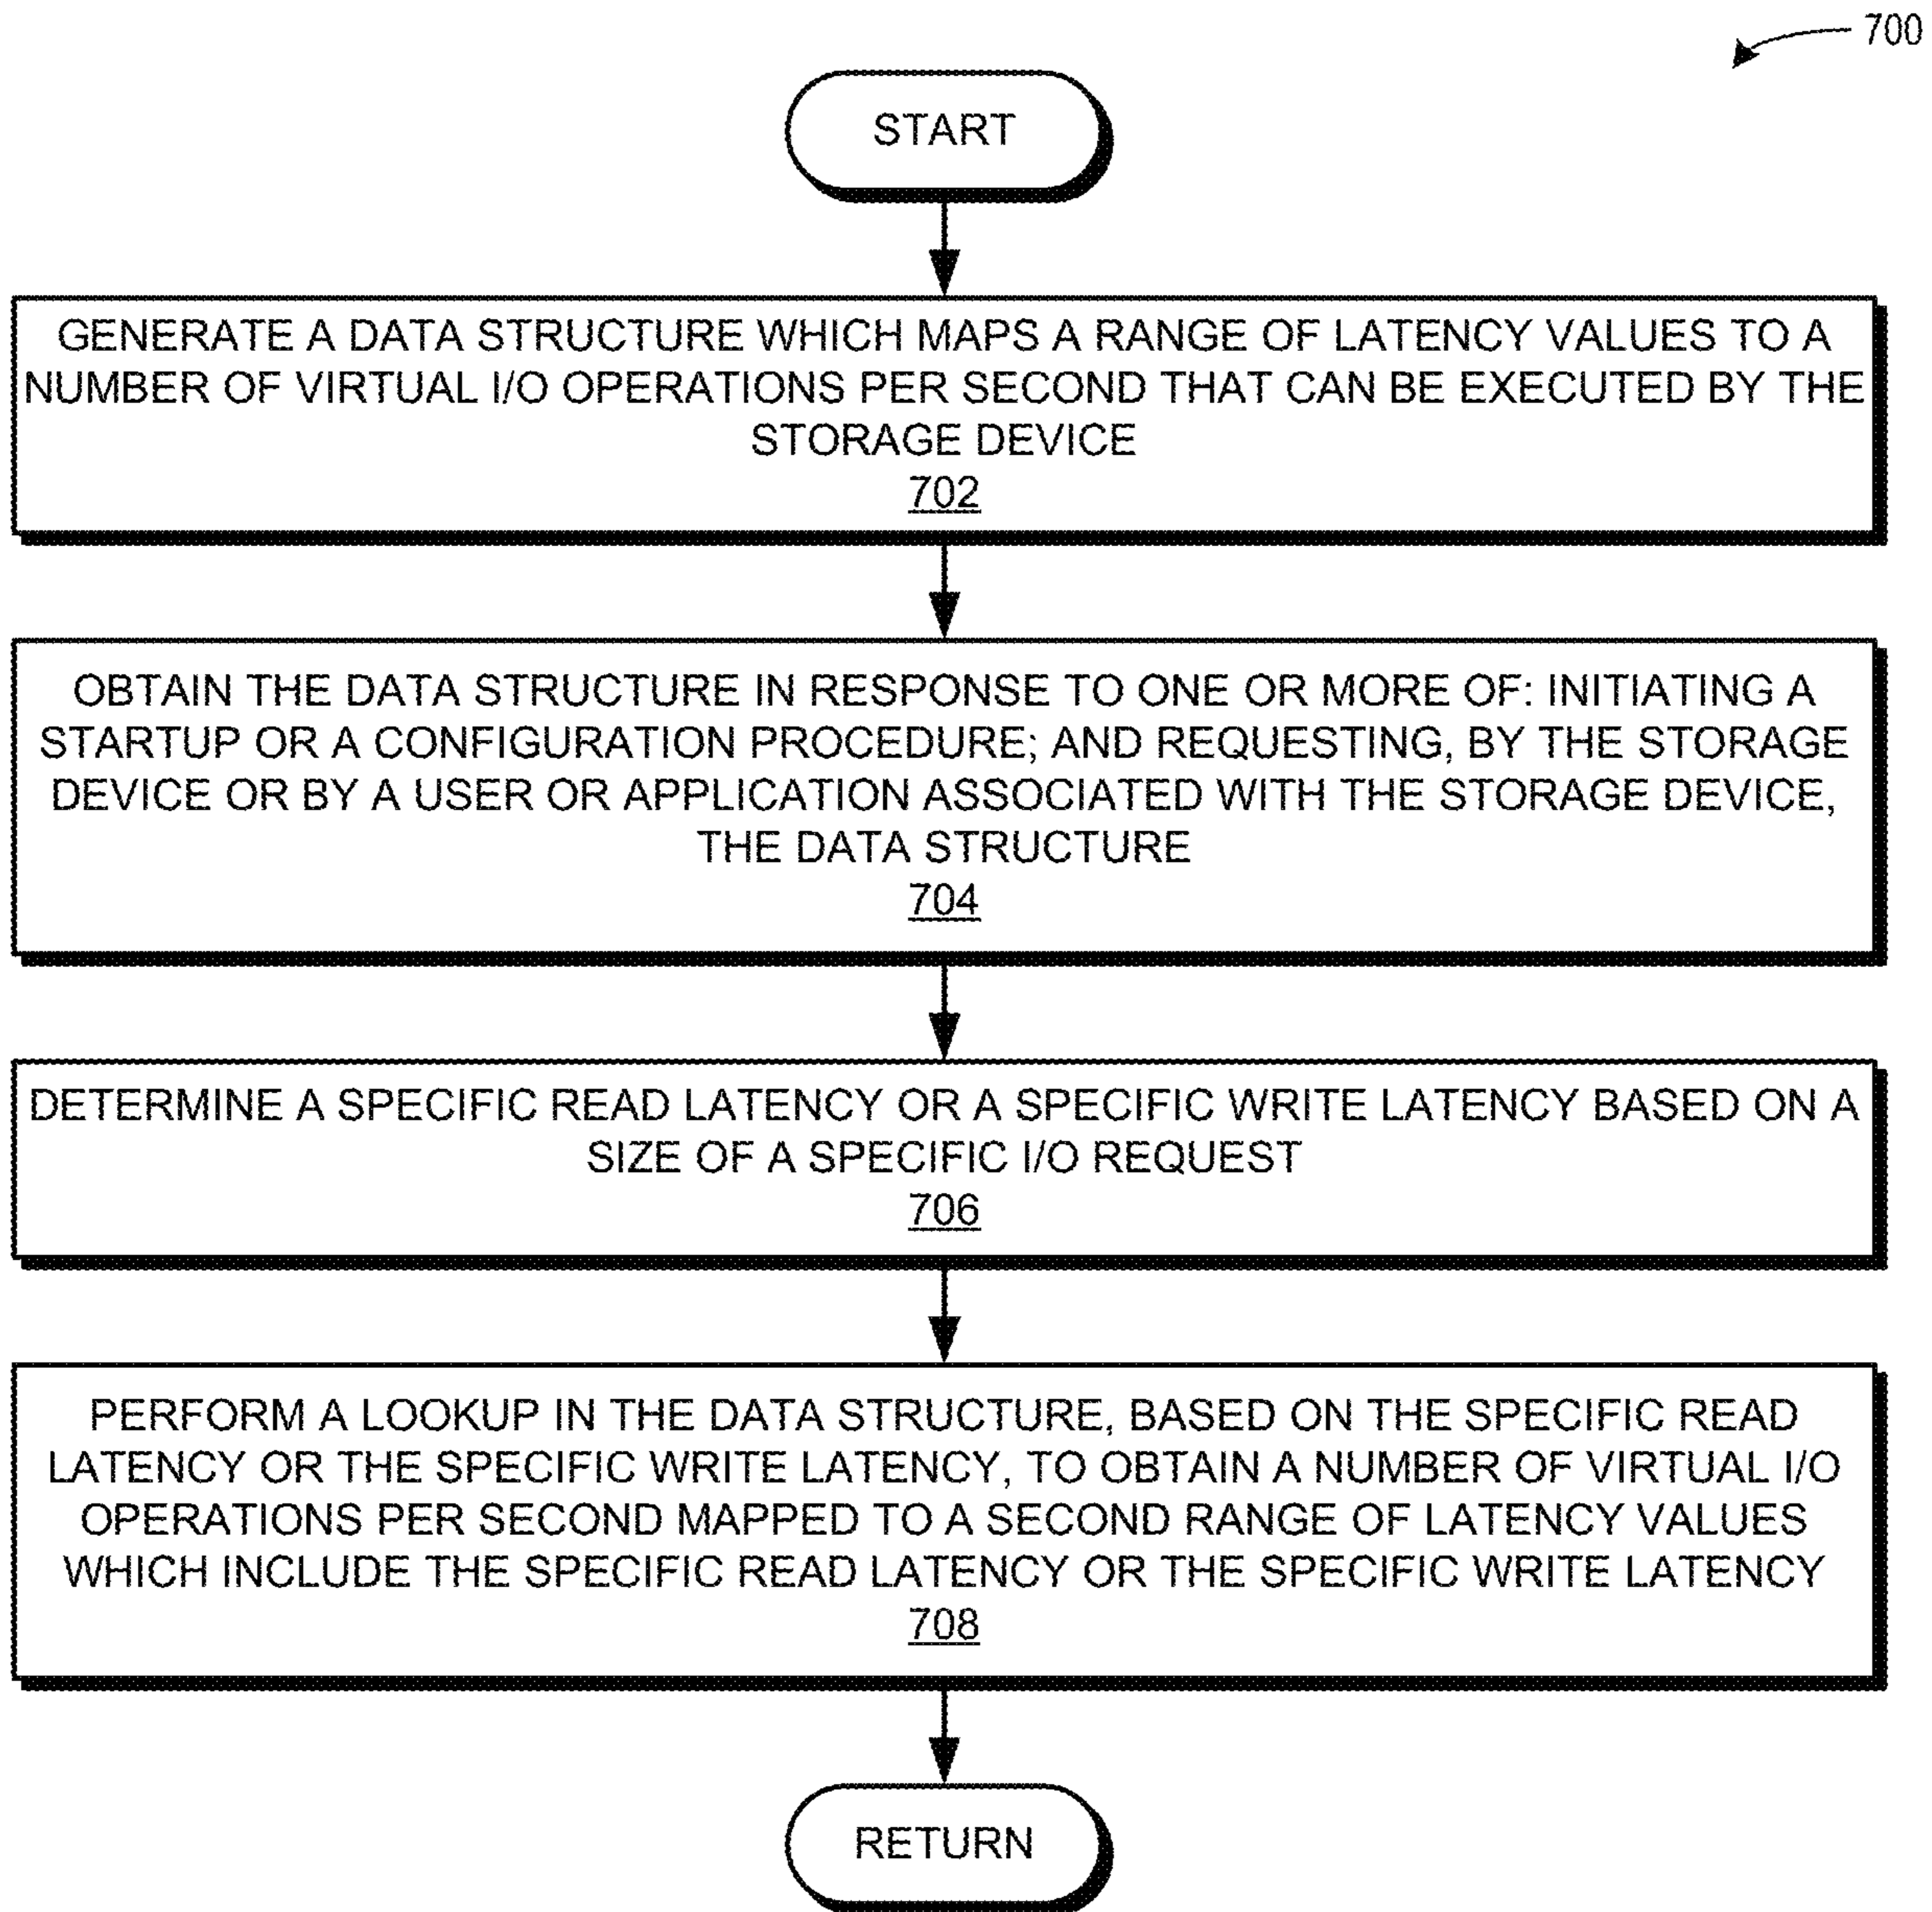 700
START
GENERATE A DATA STRUCTURE WHICH MAPS A RANGE OF LATENCY VALUES TO A
NUMBER OF VIRTUAL I/O OPERATIONS PER SECOND THAT CAN BE EXECUTED BY THE
STORAGE DEVICE
702
OBTAIN THE DATA STRUCTURE IN RESPONSE TO ONE OR MORE OF: INITIATING A
STARTUP OR A CONFIGURATION PROCEDURE; AND REQUESTING, BY THE STORAGE
DEVICE OR BY A USER OR APPLICATION ASSOCIATED WITH THE STORAGE DEVICE,
THE DATA STRUCTURE
704
DETERMINE A SPECIFIC READ LATENCY OR A SPECIFIC WRITE LATENCY BASED ON A
SIZE OF A SPECIFIC I/O REQUEST
706
PERFORM A LOOKUP IN THE DATA STRUCTURE, BASED ON THE SPECIFIC READ
LATENCY OR THE SPECIFIC WRITE LATENCY, TO OBTAIN A NUMBER OF VIRTUAL I/O
OPERATIONS PER SECOND MAPPED TO A SECOND RANGE OF LATENCY VALUES
WHICH INCLUDE THE SPECIFIC READ LATENCY OR THE SPECIFIC WRITE LATENCY
708
RETURN